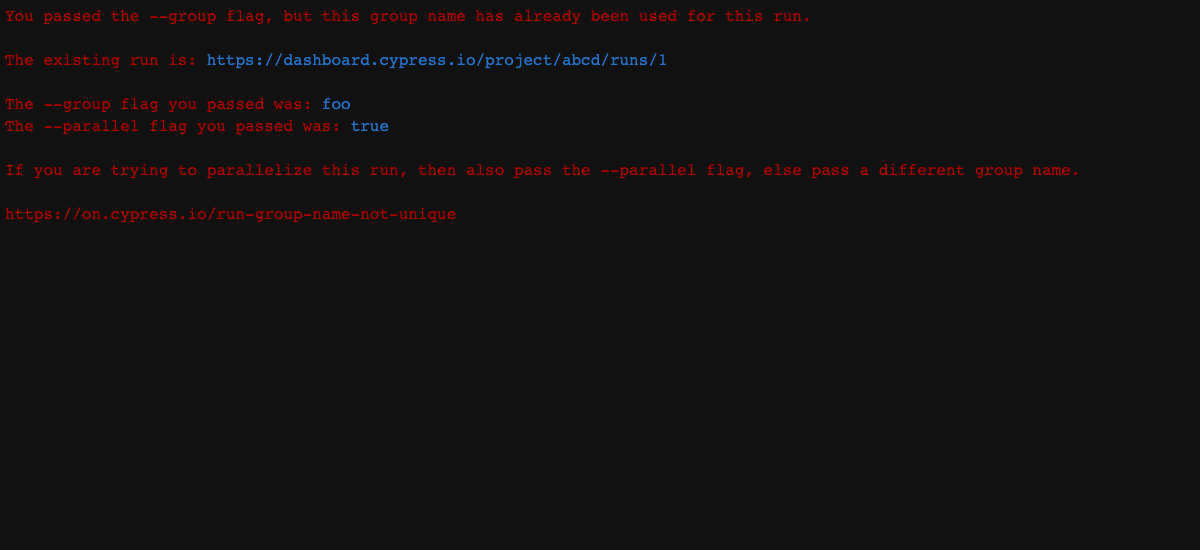 You passed the --group flag, but this group name has already been used for this run.
The existing run is: https://dashboard.cypress.io/project/abcd/runs/1
The --group flag you passed was: foo
The --parallel flag you passed was: true
If you are trying to parallelize this run, then also pass the --parallel flag, else pass a different group name.
https://on.cypress.io/run-group-name-not-unique